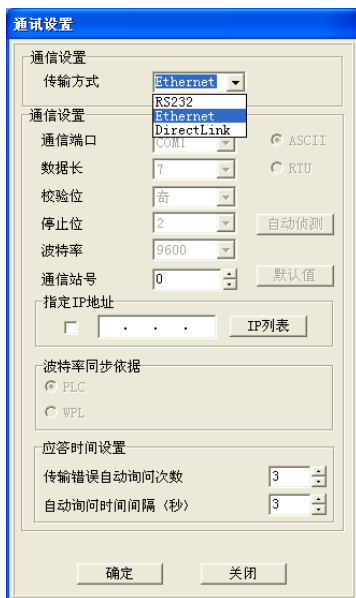 通讯设置
通信设置
传输方式 Ethernet
RS232
Ethernet
DirectLink
通信设置
通信端口 COM1 ASCII
数据长 7 RTU
校验位 奇
停止位 2 自动侦测
波特率 9600
通信站号 0 默认值
指定IP地址
. . . IP列表
波特率同步依据
PLC
WPL
应答时间设置
传输错误自动询问次数 3
自动询问时间间隔〈秒〉 3
确定 关闭